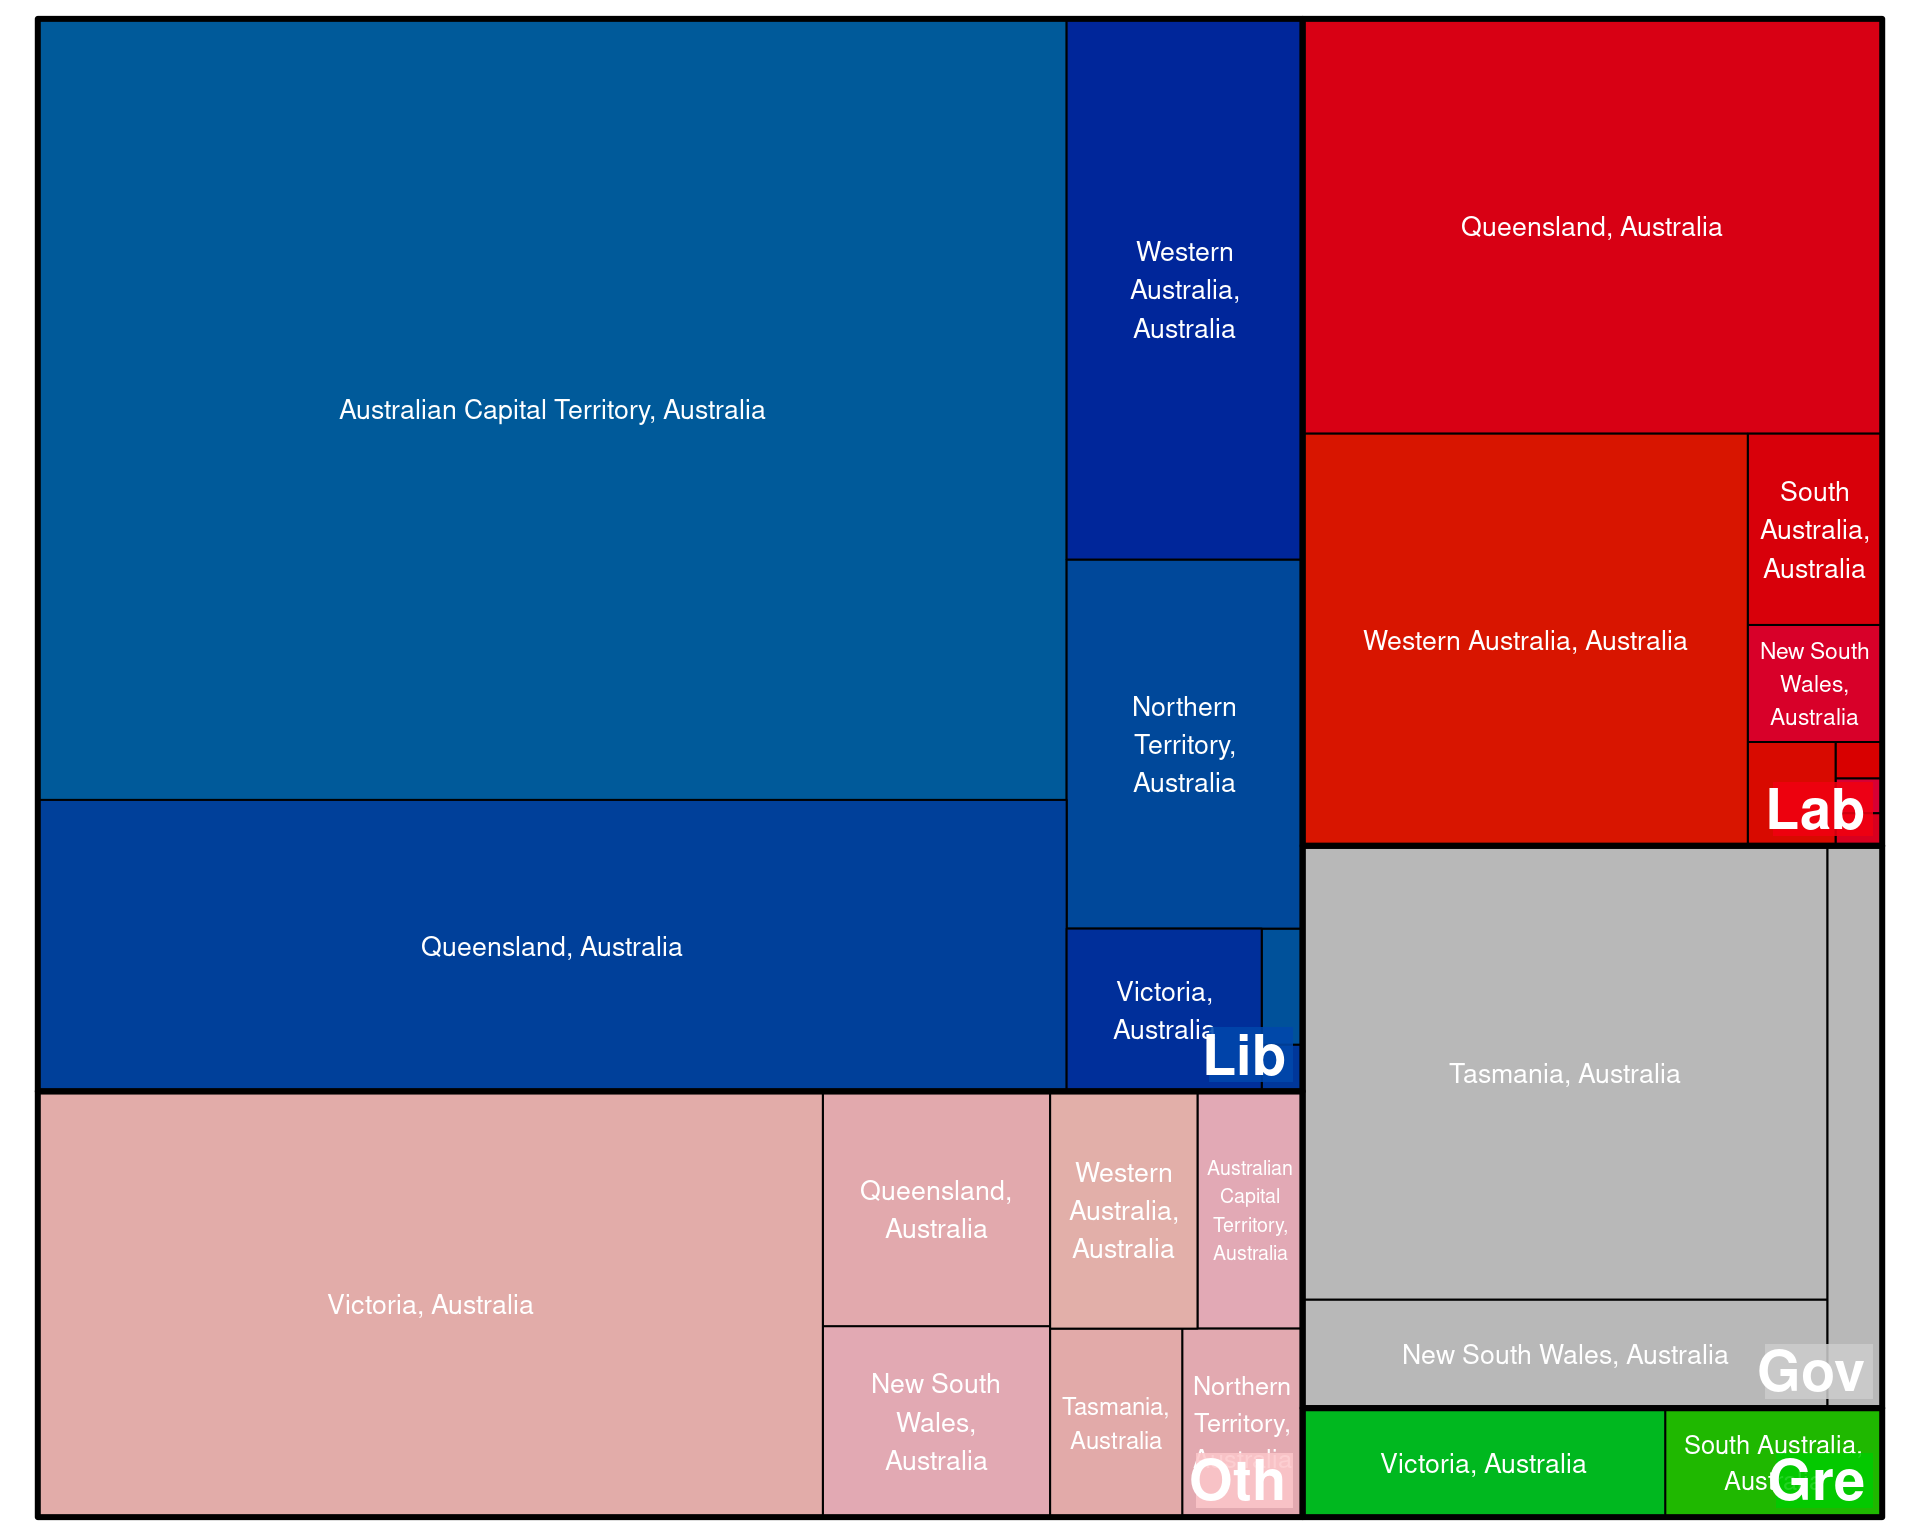 Australian Capital Territory, Australia
Western
Australia,
Australia
Northern
Territory,
Australia
Queensland, Australia
Victoria,
Australia
Lib
Queensland, Australia
Western Australia, Australia
South
Australia,
Australia
New South
Wales,
Australia
Lab
Tasmania, Australia
New South Wales, Australia
Gov
Victoria, Australia
Queensland,
Australia
New South
Wales,
Australia
Western
Australia,
Australia
Australian
Capital
Territory,
Australia
Tasmania,
Australia
Northern
Territory,
Australia
Oth
Victoria, Australia
South Australia,
Gre